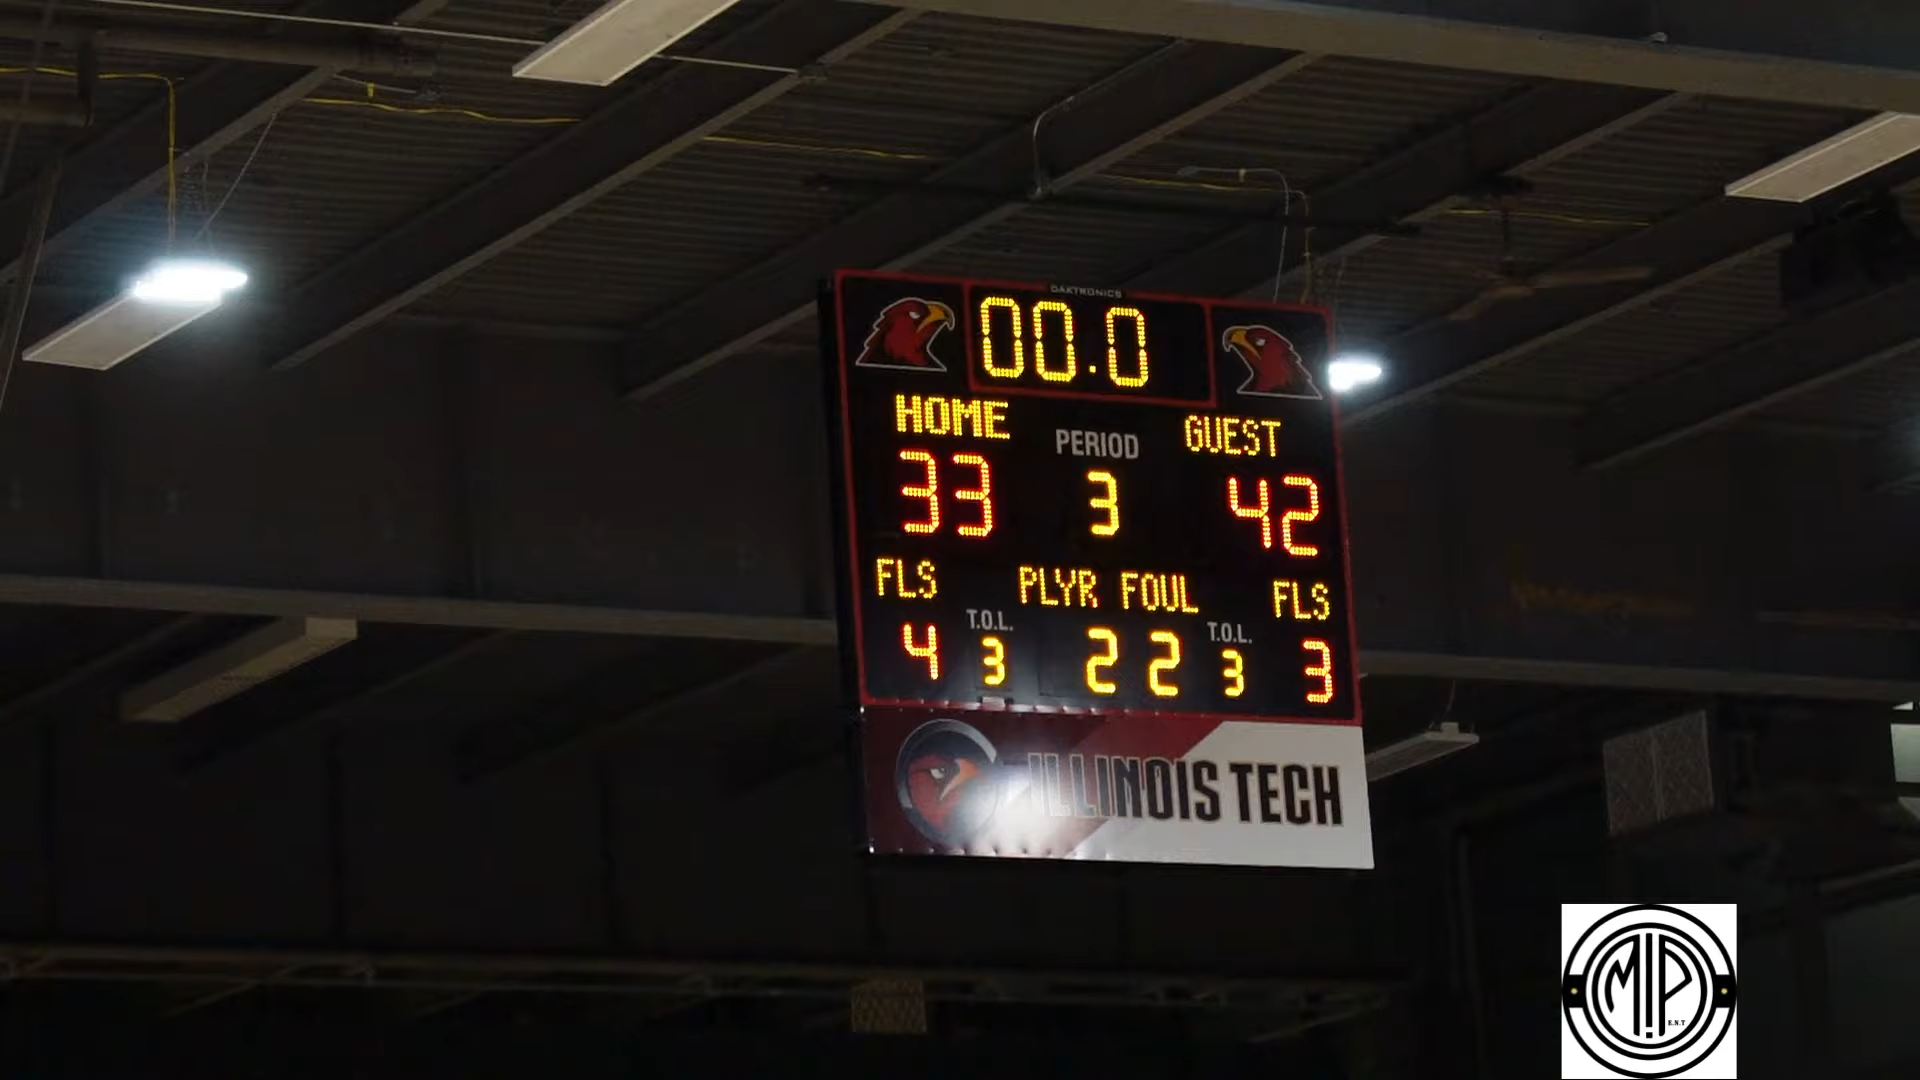 DAKTRONICS
00.0
HOME
PERIOD
GUEST
33
3
42
FLS
PLYR FOUL
FLS
T.O.L.
T.O.L.
4
3
2 2
3
3
ILLINOIS TECH
M!P
E.N.T